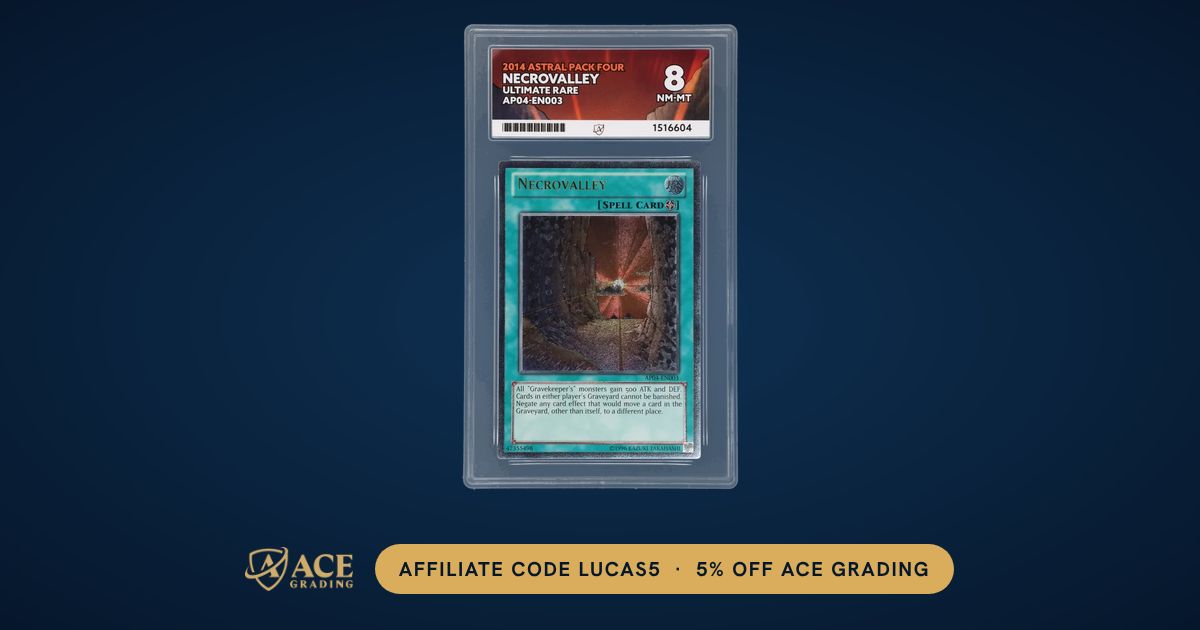 2014 ASTRAL PACK FOUR
NECROVALLEY
ULTIMATE RARE
AP04-EN003
8
NM-MT
1516604
NECROVALLEY
[SPELL CARD]
AP04-EN003
All "Gravekeeper's" monsters gain 500 ATK and DEF.
Cards in either player's Graveyard cannot be banished.
Negate any card effect that would move a card in the
Graveyard, other than itself, to a different place.
47355498
©1996 KAZUKI TAKAHASHI
ACE
GRADING
AFFILIATE CODE LUCAS5 · 5% OFF ACE GRADING